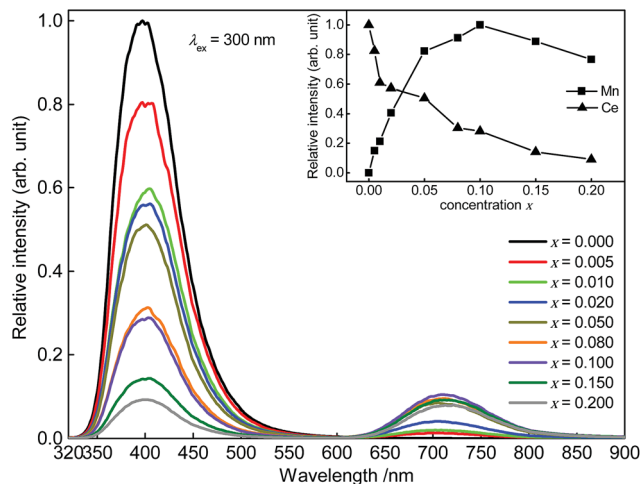 λex = 300 nm
Relative intensity (arb. unit)
1.0
0.8
0.6
0.4
0.2
0.0
320 350 400 450 500 550 600 650 700 750 800 850 900
Wavelength /nm
Relative intensity (arb. unit)
1.0
0.8
0.6
0.4
0.2
0.0
0.00 0.05 0.10 0.15 0.20
concentration x
Mn
Ce
x = 0.000
x = 0.005
x = 0.010
x = 0.020
x = 0.050
x = 0.080
x = 0.100
x = 0.150
x = 0.200